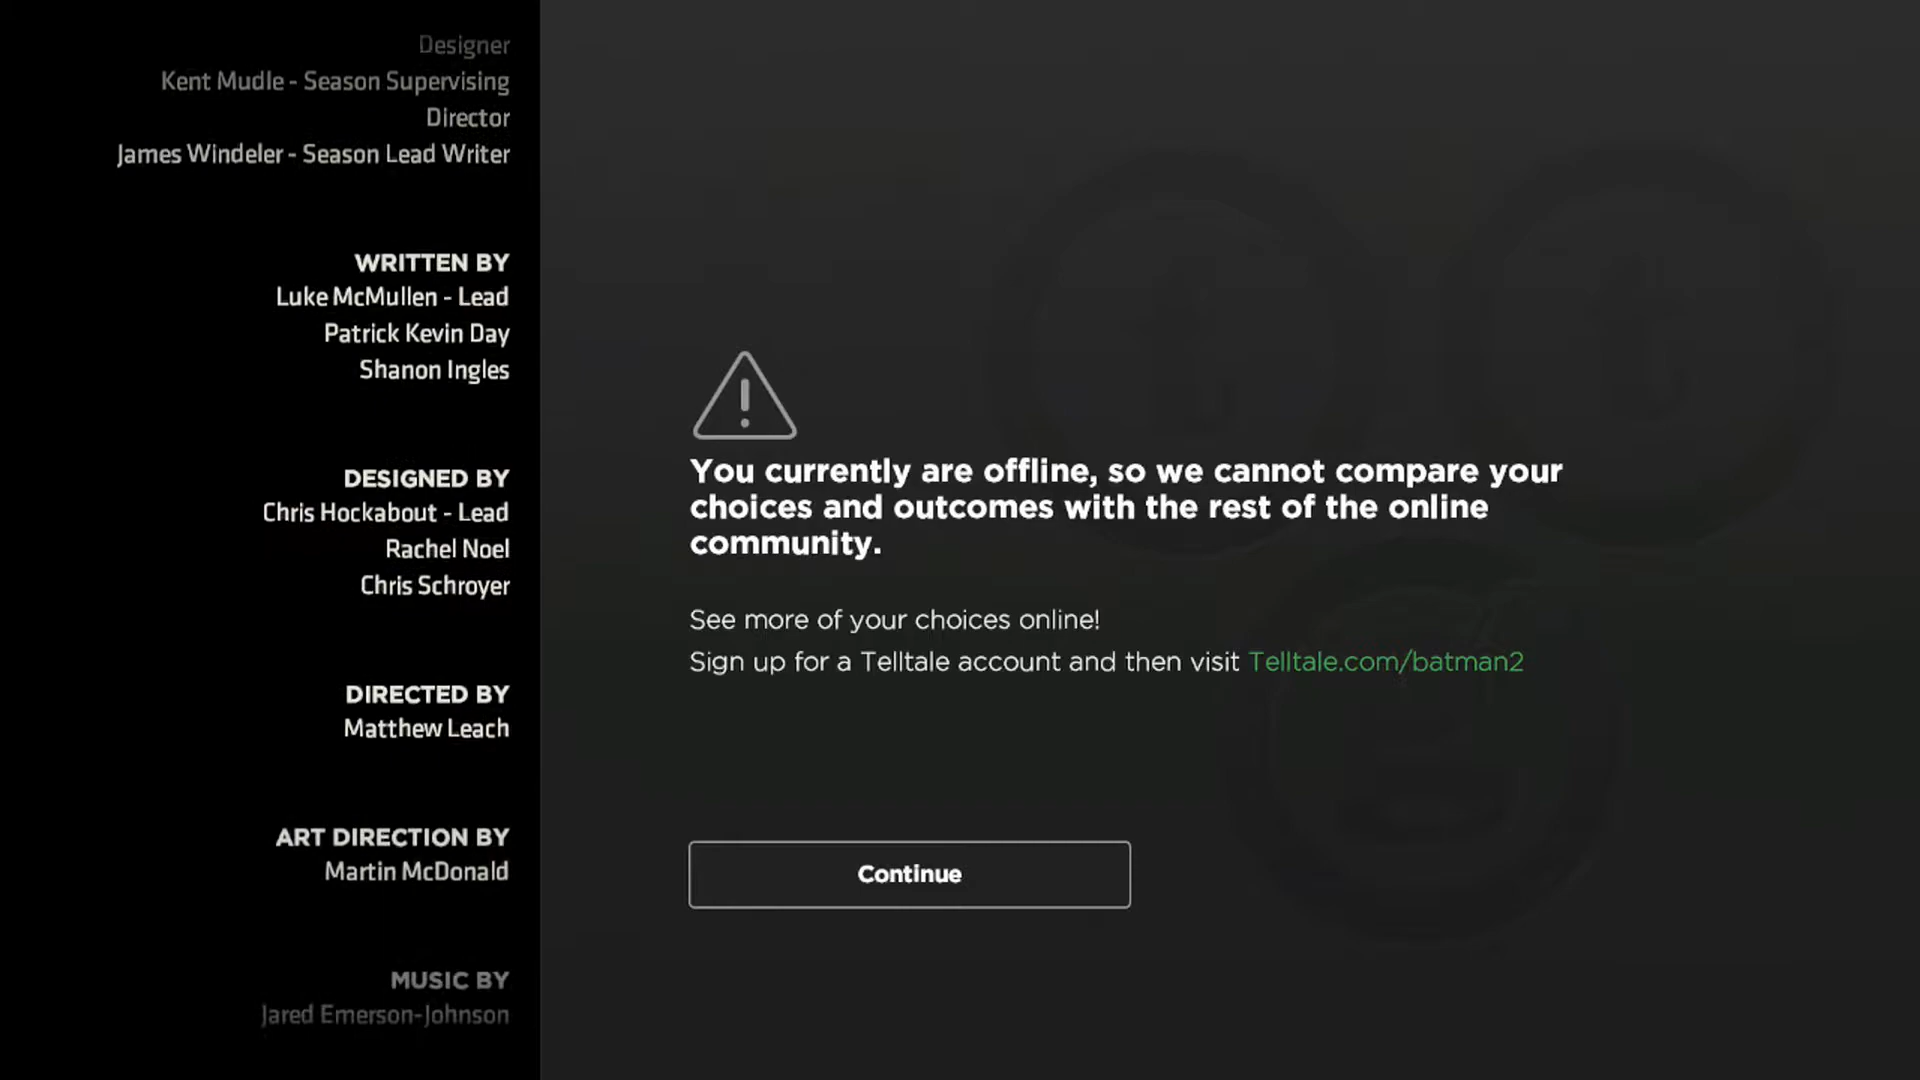 Designer
Kent Mudle - Season Supervising
Director
James Windeler - Season Lead Writer
WRITTEN BY
Luke McMullen - Lead
Patrick Kevin Day
Shanon Ingles
DESIGNED BY
Chris Hockabout - Lead
Rachel Noel
Chris Schroyer
DIRECTED BY
Matthew Leach
ART DIRECTION BY
Martin McDonald
MUSIC BY
Jared Emerson-Johnson
You currently are offline, so we cannot compare your
choices and outcomes with the rest of the online
community.
See more of your choices online!
Sign up for a Telltale account and then visit Telltale.com/batman2
Continue